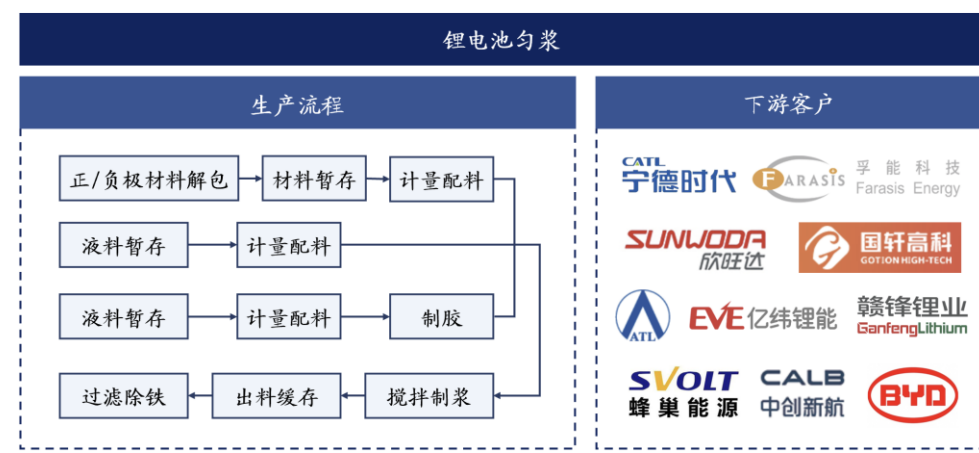 锂电池匀浆
生产流程
正/负极材料解包
材料暂存
计量配料
液料暂存
计量配料
液料暂存
计量配料
制胶
过滤除铁
出料缓存
搅拌制浆
下游客户
CATL
宁德时代
FARASIS
孚能科技
Farasis Energy
SUNWODA
欣旺达
国轩高科
GOTION HIGH-TECH
ATL
EVE亿纬锂能
赣锋锂业
GanfengLithium
SVOLT
蜂巢能源
CALB
中创新航
BYD